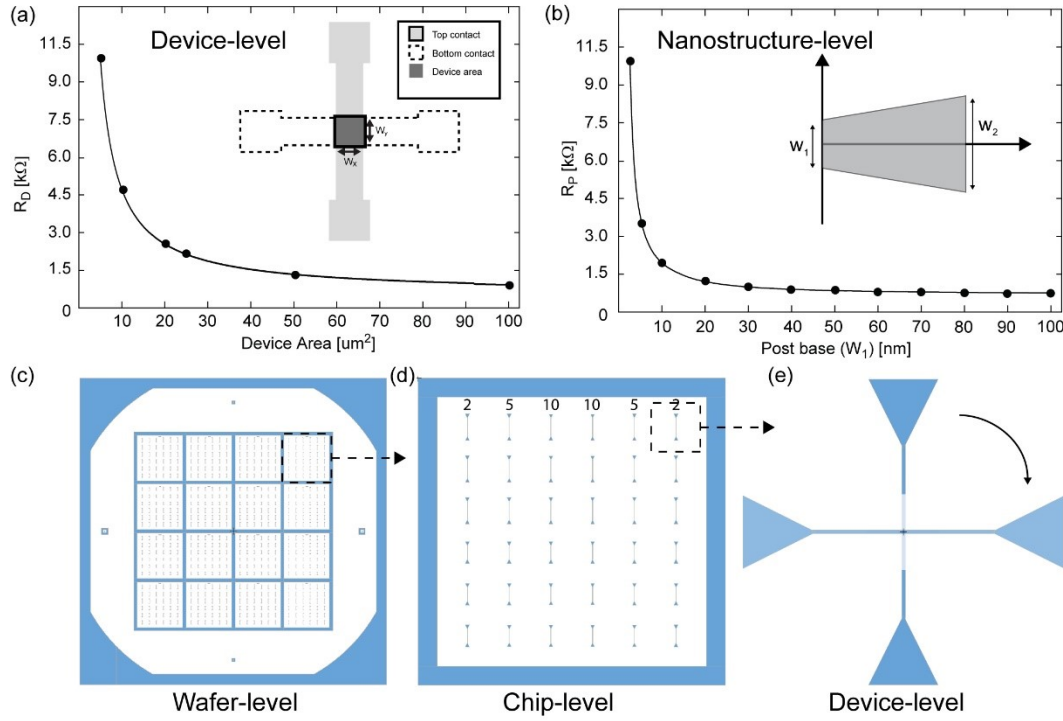 (a)
Device-level
Top contact
Bottom contact
Device area
11.5
9.0
7.5
6.0
4.5
3.0
1.5
0
R_D [kΩ]
W_Y
W_X
10 20 30 40 50 60 70 80 90 100
Device Area [um²]
(b)
Nanostructure-level
11.5
9.0
7.5
6.0
4.5
3.0
1.5
0
R_P [kΩ]
W_1
W_2
10 20 30 40 50 60 70 80 90 100
Post base (W_1) [nm]
(c)
Wafer-level
(d)
2 5 10 10 5 2
Chip-level
(e)
Device-level